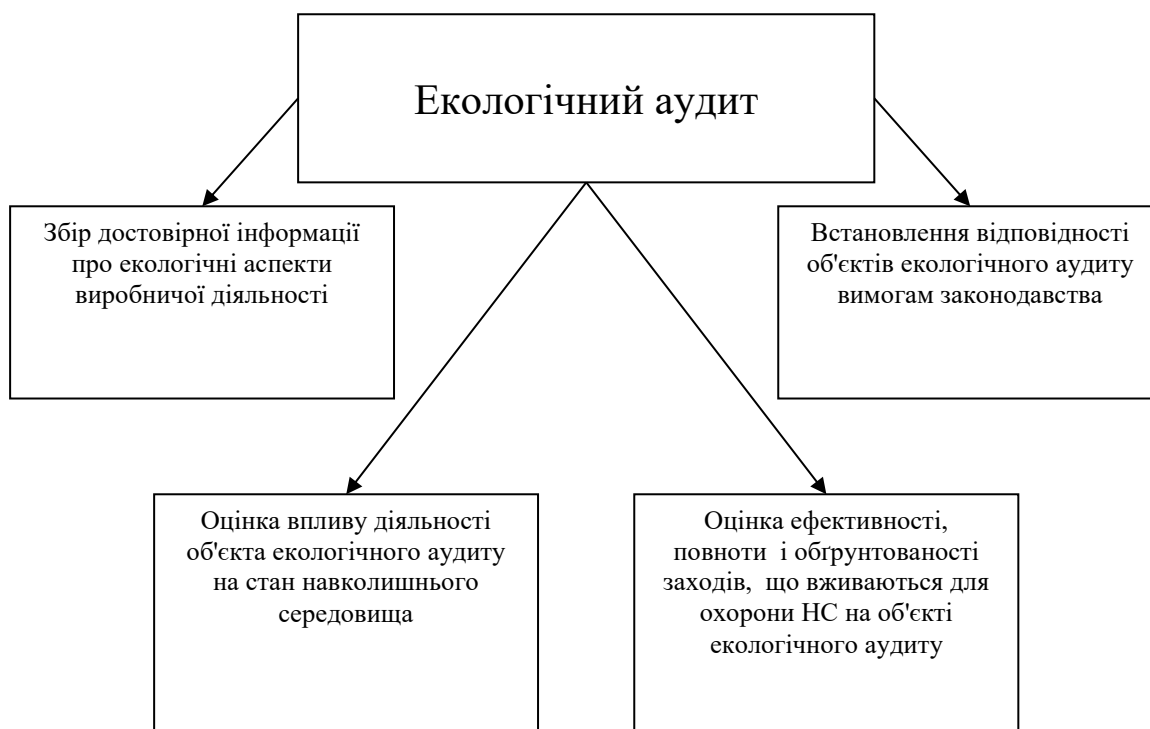 Екологічний аудит
Збір достовірної інформації
про екологічні аспекти
виробничої діяльності
Встановлення відповідності
об'єктів екологічного аудиту
вимогам законодавства
Оцінка впливу діяльності
об'єкта екологічного аудиту
на стан навколишнього
середовища
Оцінка ефективності,
повноти і обґрунтованості
заходів, що вживаються для
охорони НС на об'єкті
екологічного аудиту